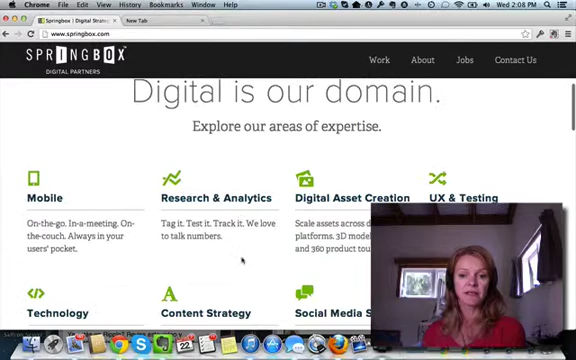 Chrome File Edit View History Bookmarks Window Help
Wed 2:08 PM
Springbox | Digital Strateg
New Tab
www.springbox.com
SPRINGBOX
DIGITAL PARTNERS
Work About Jobs Contact Us
Digital is our domain.
Explore our areas of expertise.
Mobile
Research & Analytics
Digital Asset Creation
UX & Testing
On-the-go. In-a-meeting. On-
the-couch. Always in your
users' pocket.
Tag it. Test it. Track it. We love
to talk numbers.
Scale assets across d
platforms. 3D model
and 360 product tou
Technology
Content Strategy
Social Media S
22